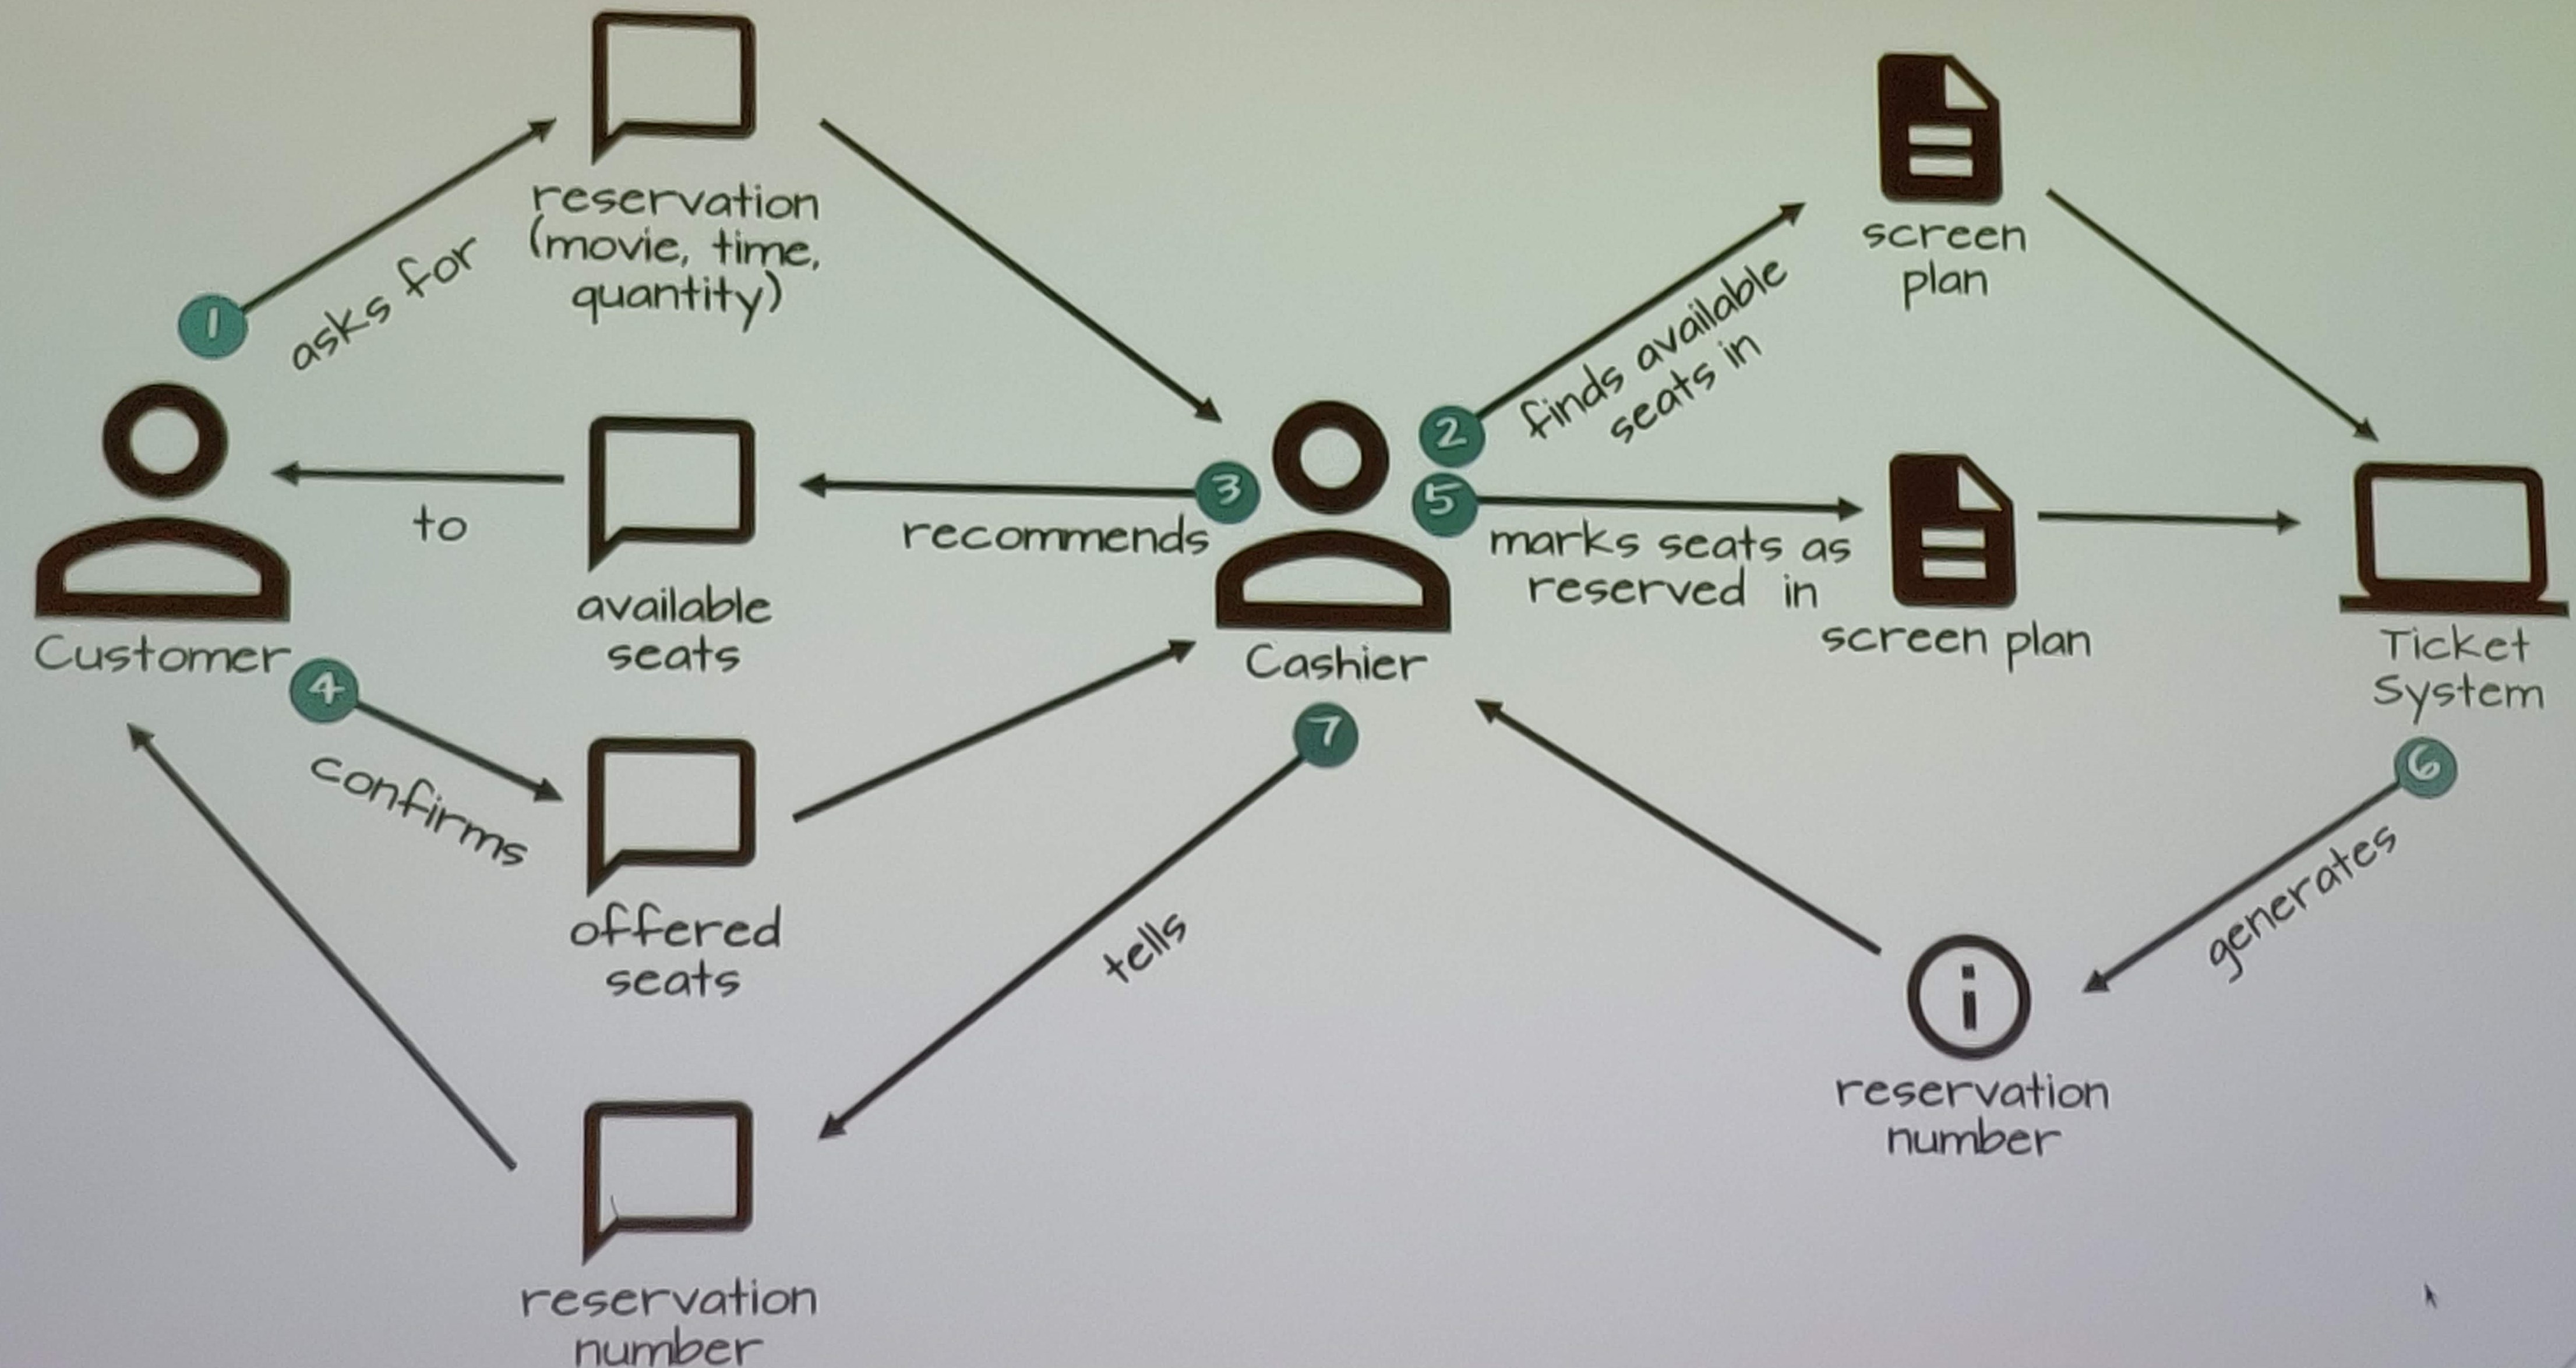 1
asks for
reservation
(movie, time,
quantity)
2
finds available
seats in
screen
plan
3
recommends
available
seats
to
Customer
4
confirms
offered
seats
Cashier
5
marks seats as
reserved in
screen plan
Ticket
System
6
generates
reservation
number
7
tells
reservation
number